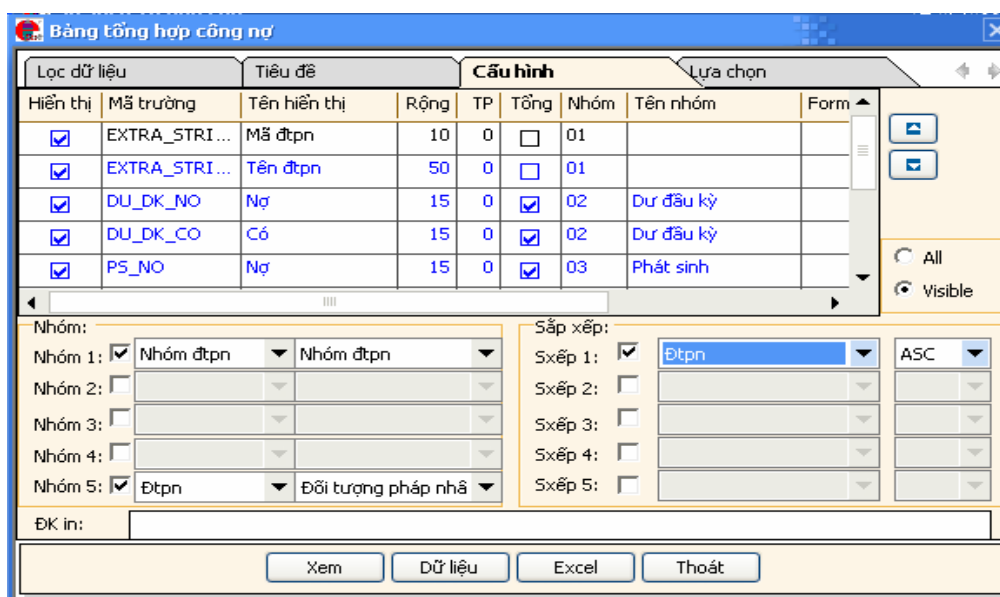 Bảng tổng hợp công nợ
Lọc dữ liệu Tiêu đề Cấu hình Lựa chọn
Hiển thị Mã trường Tên hiển thị Rộng TP Tổng Nhóm Tên nhóm Form
EXTRA_STRI... Mã đtpn 10 0 01
EXTRA_STRI... Tên đtpn 50 0 01
DU_DK_NO Nợ 15 0 02 Dư đầu kỳ
DU_DK_CO Có 15 0 02 Dư đầu kỳ
PS_NO Nợ 15 0 03 Phát sinh
All
Visible
Nhóm: Sắp xếp:
Nhóm 1: Nhóm đtpn Nhóm đtpn Sxếp 1: Đtpn ASC
Nhóm 2: Sxếp 2:
Nhóm 3: Sxếp 3:
Nhóm 4: Sxếp 4:
Nhóm 5: Đtpn Đối tượng pháp nhâ Sxếp 5:
ĐK in:
Xem Dữ liệu Excel Thoát